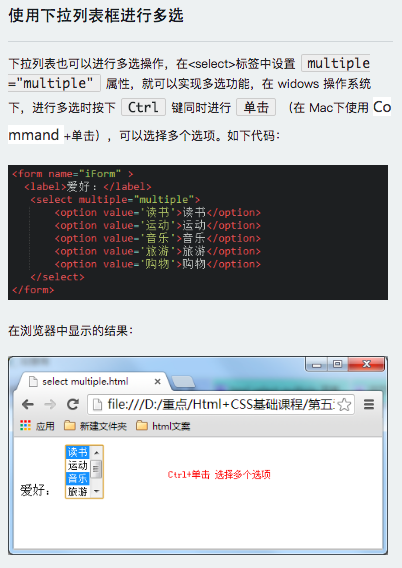 使用下拉列表框进行多选
下拉列表也可以进行多选操作，在<select>标签中设置 multiple
="multiple" 属性，就可以实现多选功能，在 widows 操作系统
下，进行多选时按下 Ctrl 键同时进行 单击 （在 Mac下使用 Co
mmand +单击），可以选择多个选项。如下代码：
<form name="iForm" >
<label>爱好：</label>
<select multiple="multiple">
<option value='读书'>读书</option>
<option value='运动'>运动</option>
<option value='音乐'>音乐</option>
<option value='旅游'>旅游</option>
<option value='购物'>购物</option>
</select>
</form>
在浏览器中显示的结果：
select multiple.html
file:///D:/重点/Html+CSS基础课程/第五
应用 新建文件夹 html文案
读书
运动
音乐
爱好： 旅游
Ctrl+单击 选择多个选项